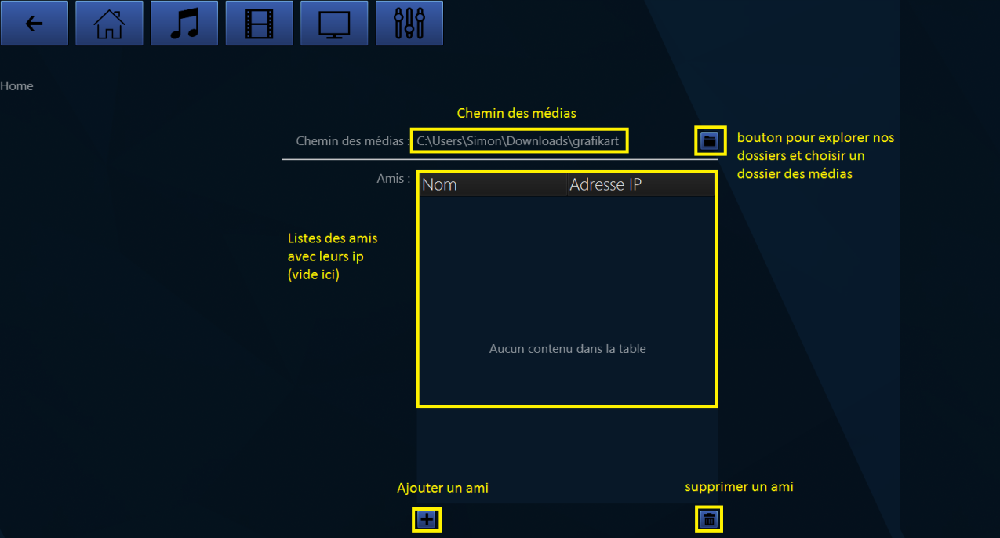 Home
Chemin des médias
Chemin des médias : C:\Users\Simon\Downloads\grafikart
bouton pour explorer nos
dossiers et choisir un
dossier des médias
Amis :
Nom Adresse IP
Listes des amis
avec leurs ip
(vide ici)
Aucun contenu dans la table
Ajouter un ami
supprimer un ami